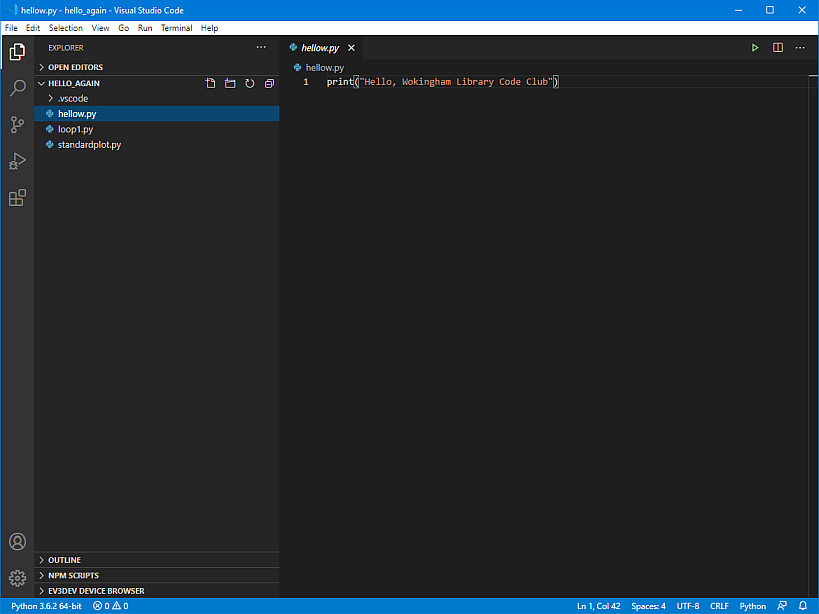 hellow.py - hello_again - Visual Studio Code
File Edit Selection View Go Run Terminal Help
EXPLORER
OPEN EDITORS
HELLO_AGAIN
.vscode
hellow.py
loop1.py
standardplot.py
OUTLINE
NPM SCRIPTS
EV3DEV DEVICE BROWSER
hellow.py
hellow.py
1 print("Hello, Wokingham Library Code Club")
Python 3.6.2 64-bit 0 0 Ln 1, Col 42 Spaces: 4 UTF-8 CRLF Python